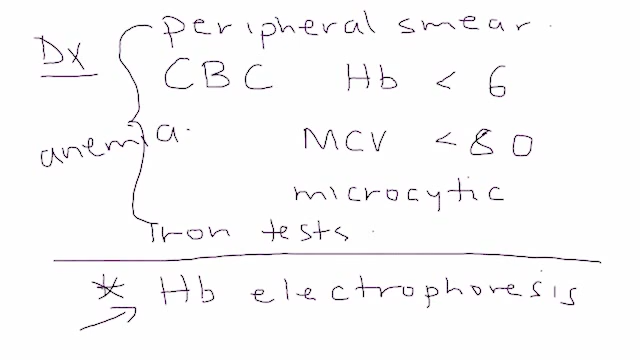 Dx
peripheral smear.
CBC Hb < 6
anemia.
MCV < 80
microcytic
Iron tests.
* Hb electrophoresis